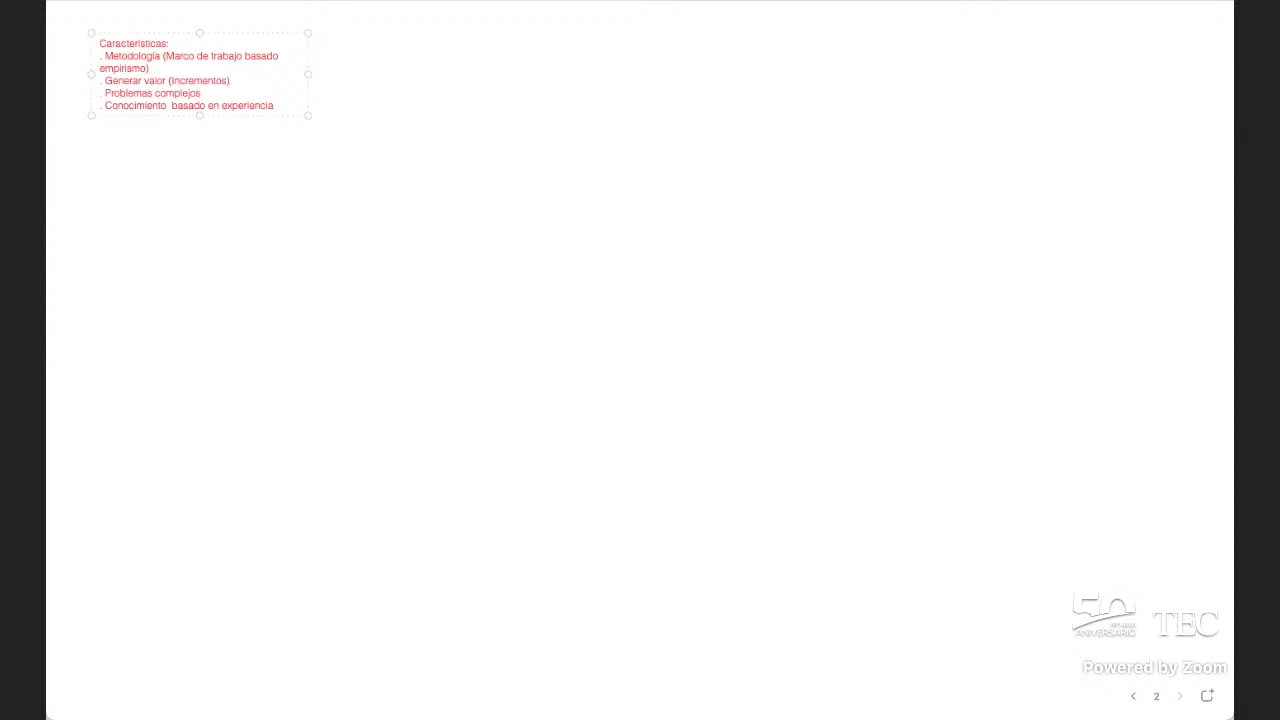 Características:
. Metodología (Marco de trabajo basado
empirismo)
. Generar valor (Incrementos)
. Problemas complejos
. Conocimiento  basado en experiencia
50
ANIVERSARIO
TEC
Powered by Zoom
2